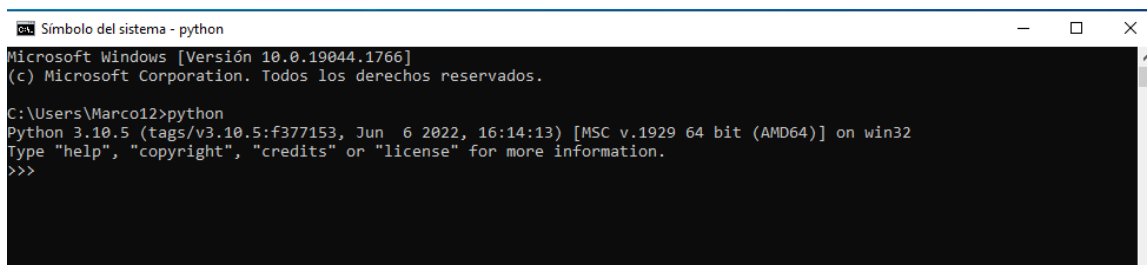 Símbolo del sistema - python
Microsoft Windows [Versión 10.0.19044.1766]
(c) Microsoft Corporation. Todos los derechos reservados.
C:\Users\Marco12>python
Python 3.10.5 (tags/v3.10.5:f377153, Jun  6 2022, 16:14:13) [MSC v.1929 64 bit (AMD64)] on win32
Type "help", "copyright", "credits" or "license" for more information.
>>>